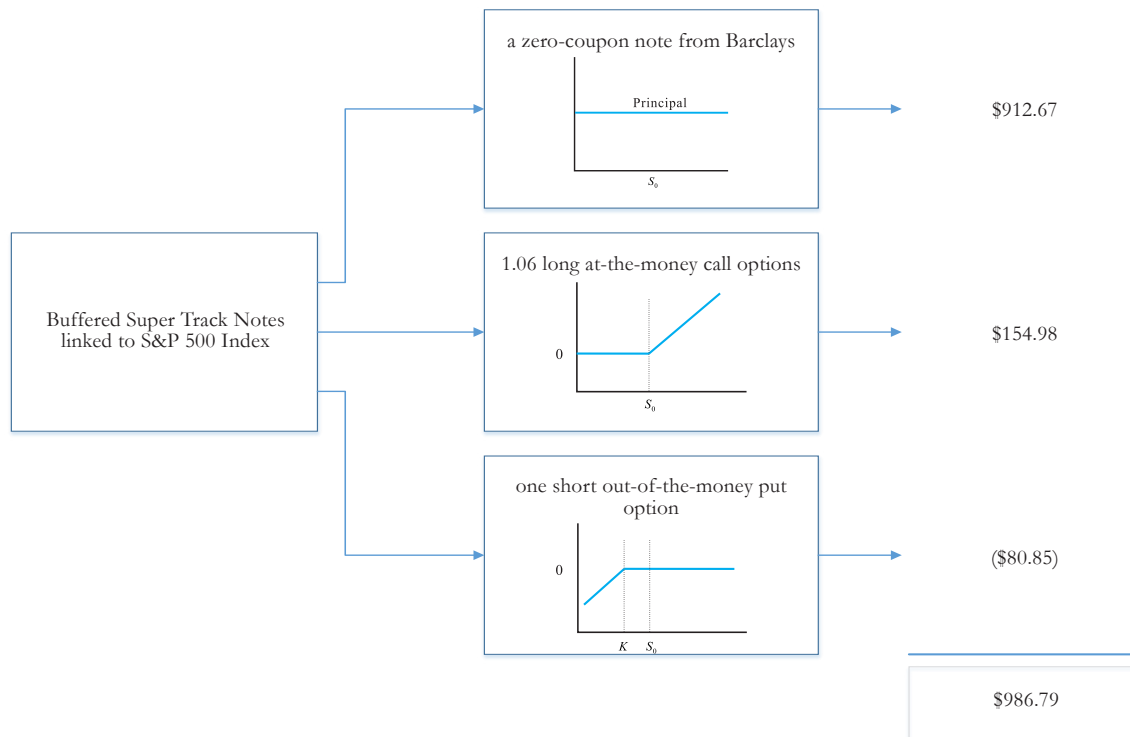 a zero-coupon note from Barclays
Principal
S₀
$912.67
Buffered Super Track Notes
linked to S&P 500 Index
1.06 long at-the-money call options
0
S₀
$154.98
one short out-of-the-money put
option
0
K S₀
($80.85)
$986.79